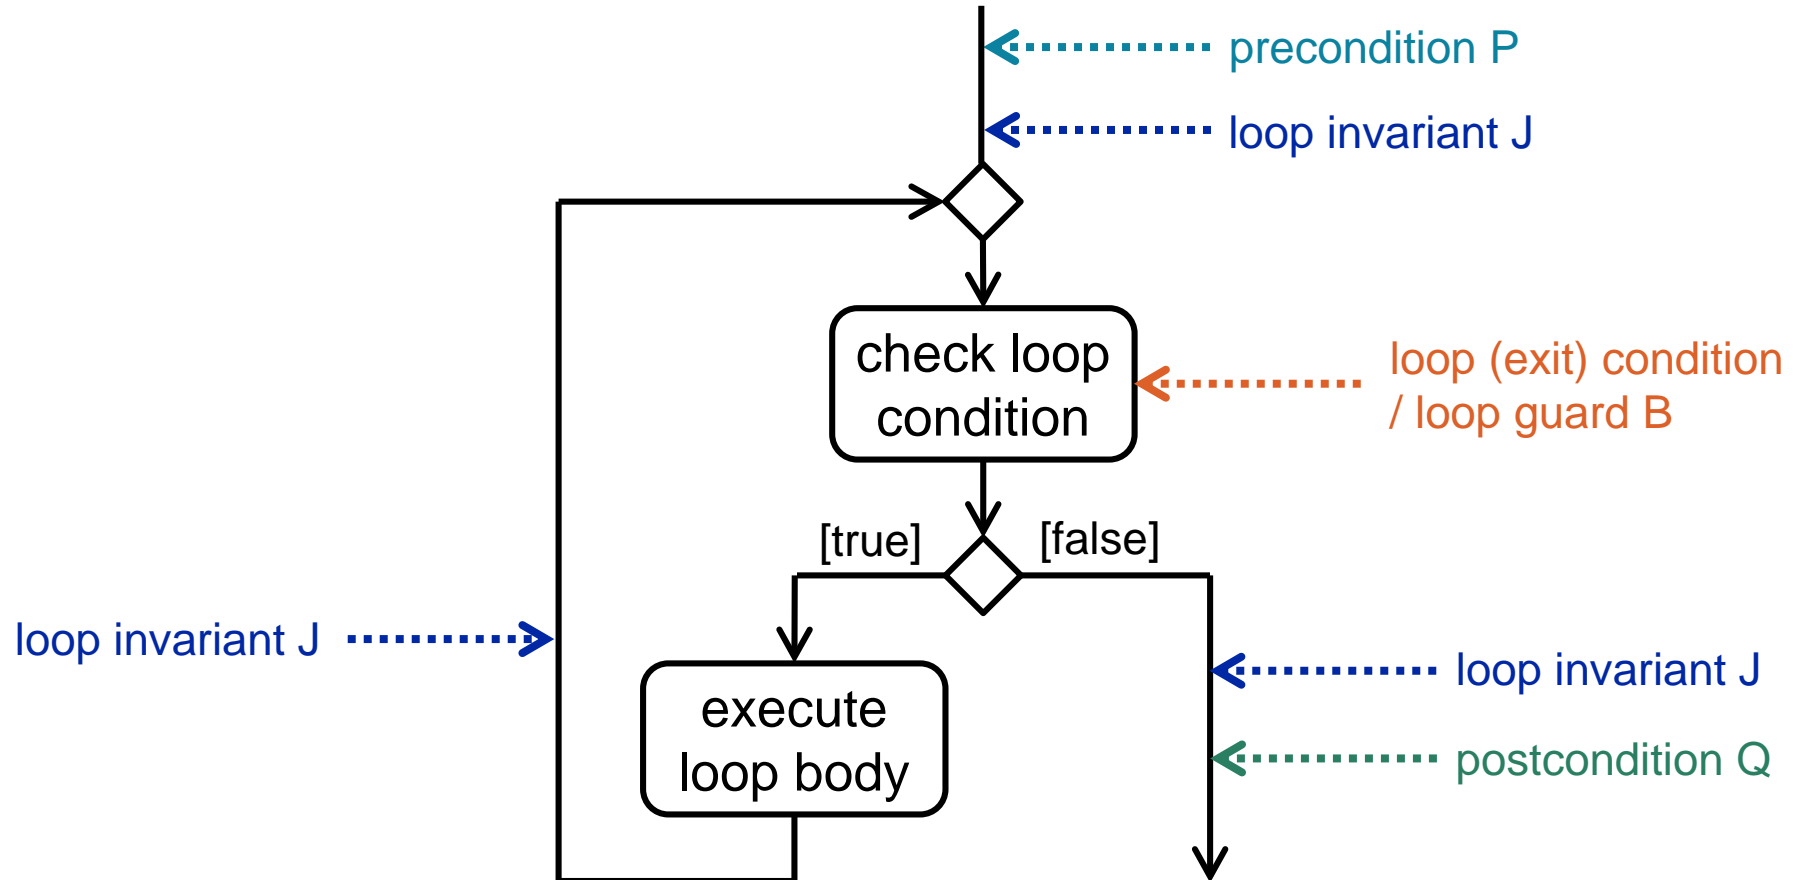 precondition P
loop invariant J
check loop
condition
loop (exit) condition
/ loop guard B
[true]
[false]
loop invariant J
loop invariant J
execute
loop body
postcondition Q